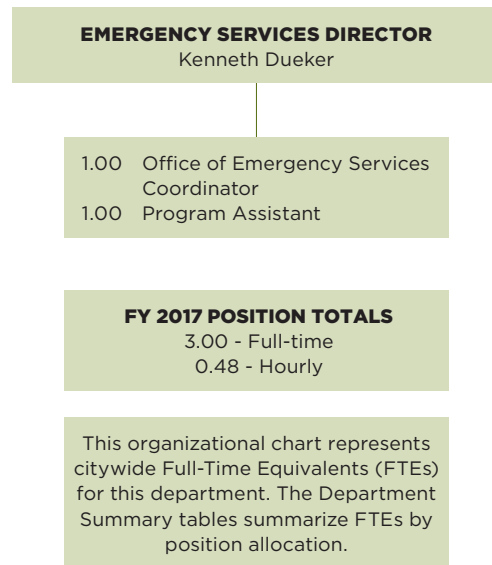 EMERGENCY SERVICES DIRECTOR
Kenneth Dueker
1.00 Office of Emergency Services
Coordinator
1.00 Program Assistant
FY 2017 POSITION TOTALS
3.00 - Full-time
0.48 - Hourly
This organizational chart represents
citywide Full-Time Equivalents (FTEs)
for this department. The Department
Summary tables summarize FTEs by
position allocation.